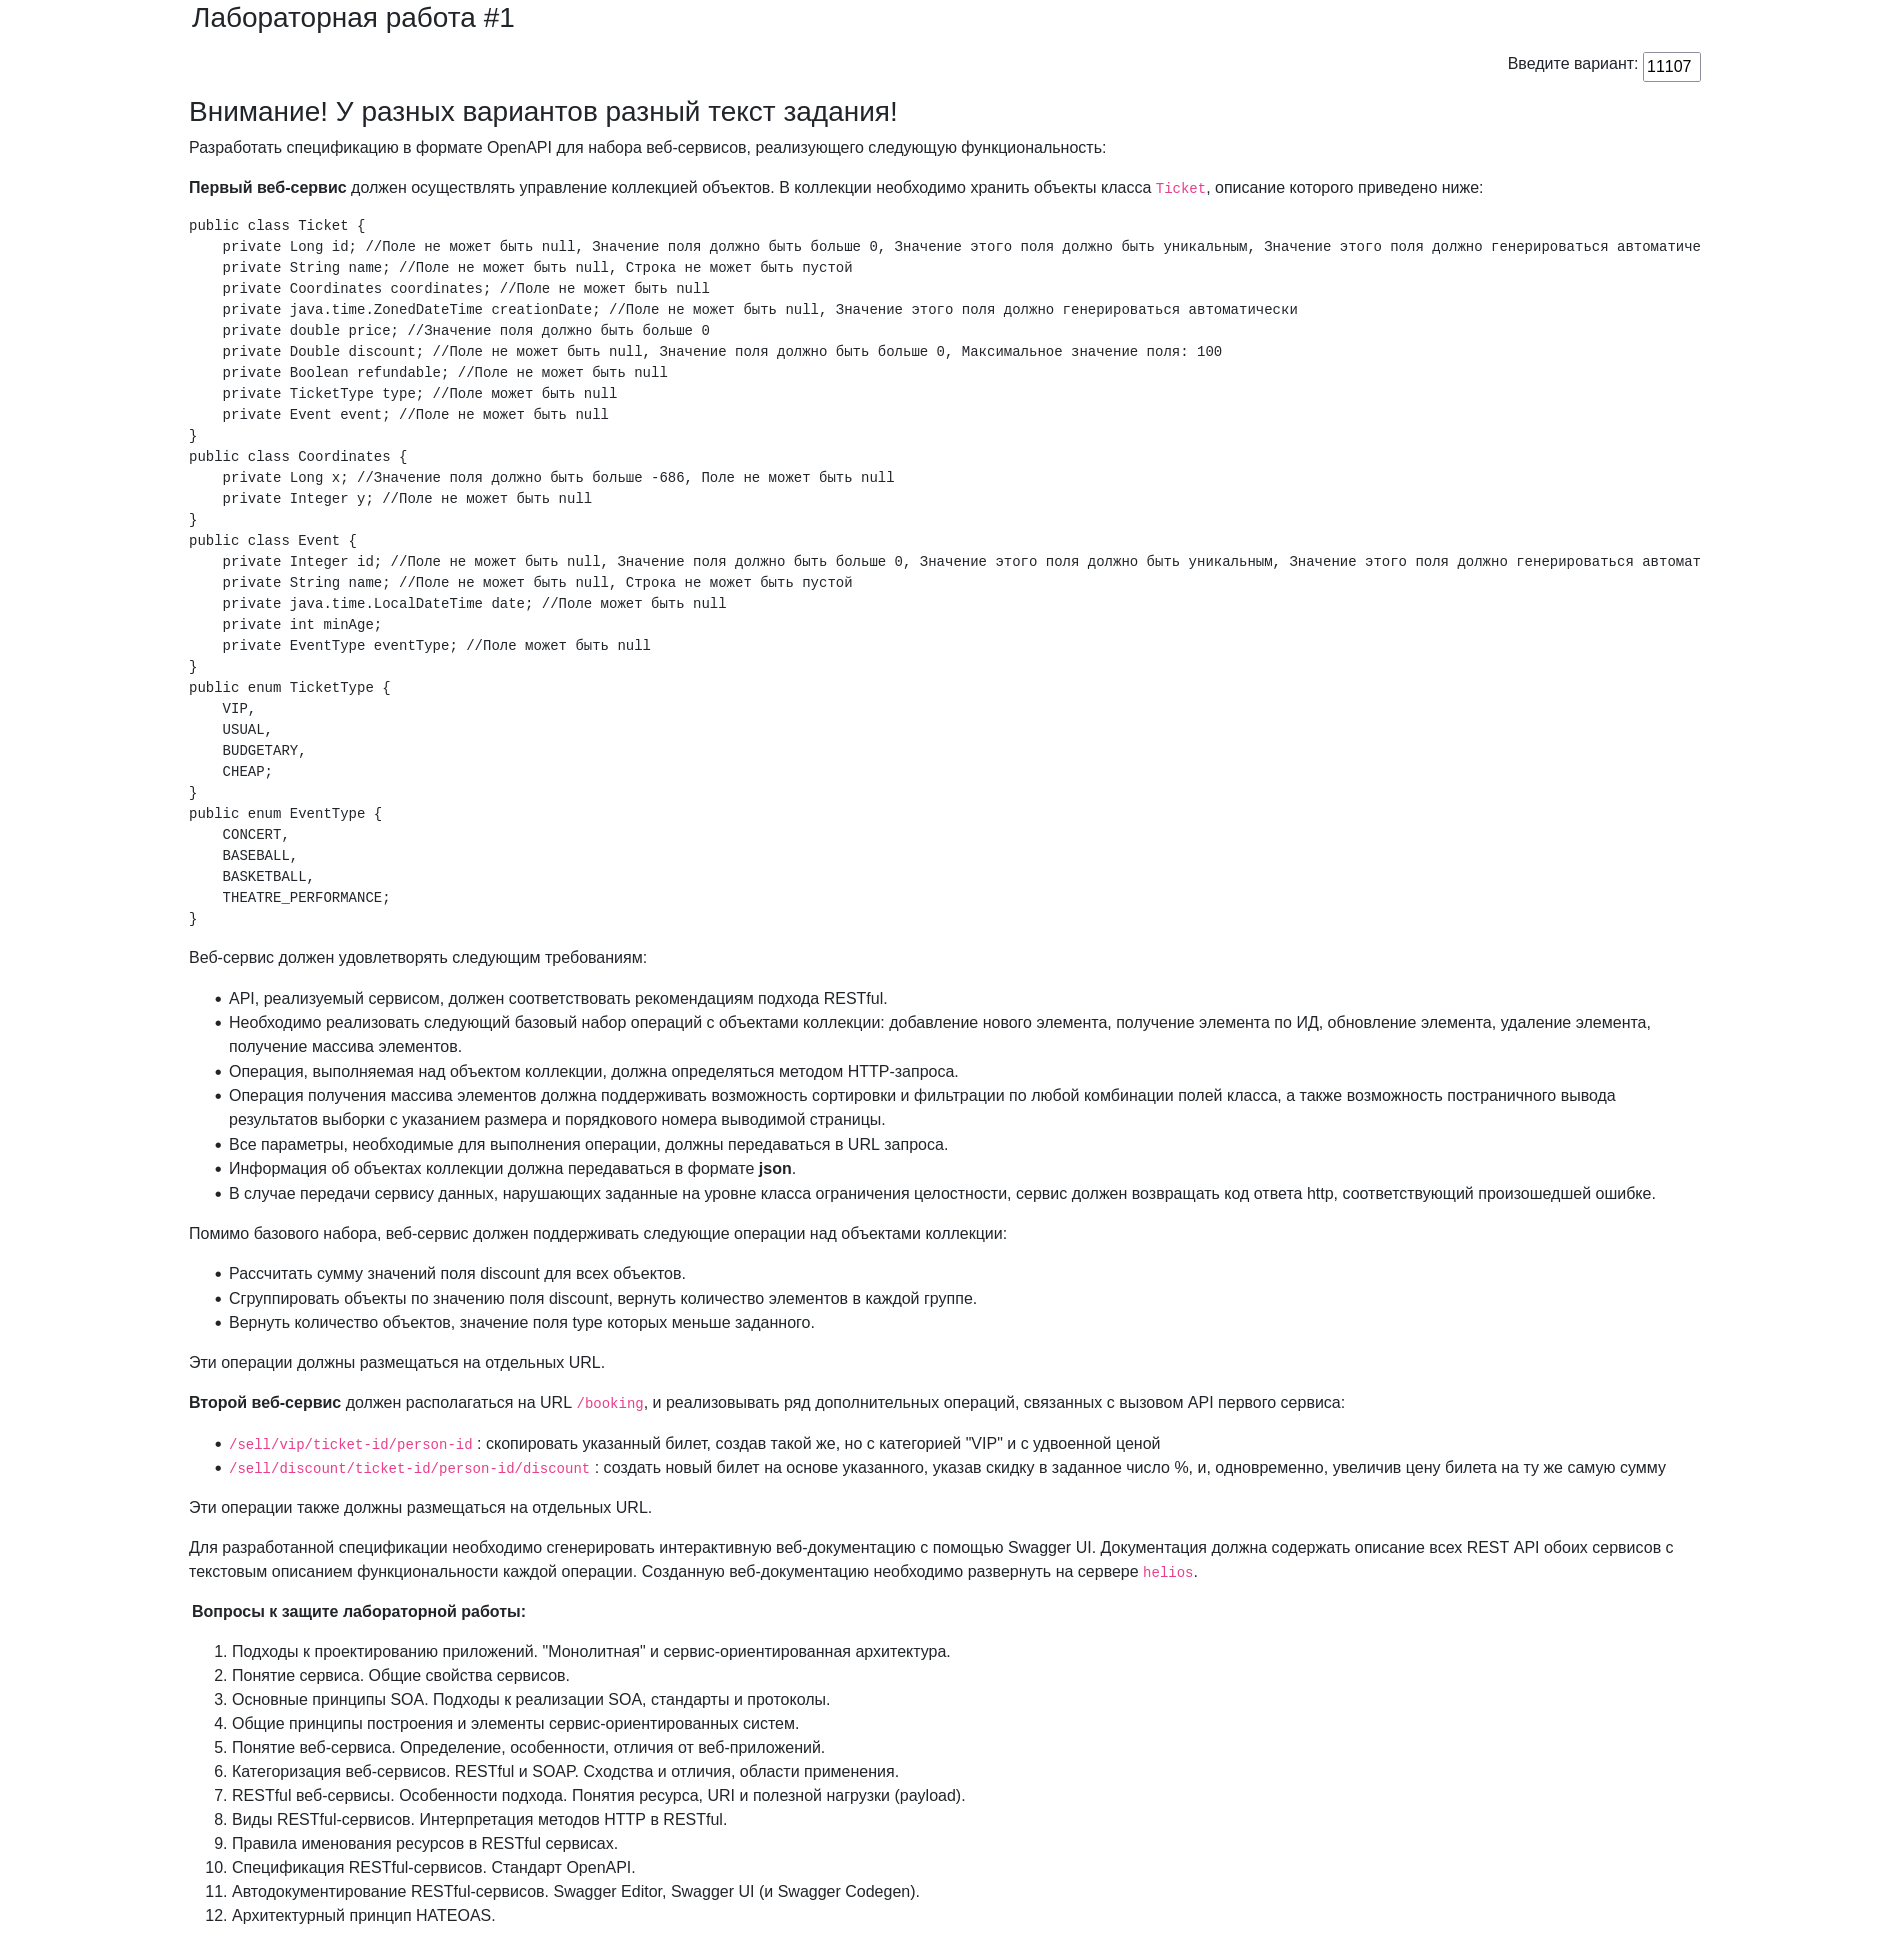 Лабораторная работа #1
Введите вариант: 11107
Внимание! У разных вариантов разный текст задания!
Разработать спецификацию в формате OpenAPI для набора веб-сервисов, реализующего следующую функциональность:
Первый веб-сервис должен осуществлять управление коллекцией объектов. В коллекции необходимо хранить объекты класса Ticket, описание которого приведено ниже:
public class Ticket {
    private Long id; //Поле не может быть null, Значение поля должно быть больше 0, Значение этого поля должно быть уникальным, Значение этого поля должно генерироваться автоматиче
    private String name; //Поле не может быть null, Строка не может быть пустой
    private Coordinates coordinates; //Поле не может быть null
    private java.time.ZonedDateTime creationDate; //Поле не может быть null, Значение этого поля должно генерироваться автоматически
    private double price; //Значение поля должно быть больше 0
    private Double discount; //Поле не может быть null, Значение поля должно быть больше 0, Максимальное значение поля: 100
    private Boolean refundable; //Поле не может быть null
    private TicketType type; //Поле может быть null
    private Event event; //Поле не может быть null
}
public class Coordinates {
    private Long x; //Значение поля должно быть больше -686, Поле не может быть null
    private Integer y; //Поле не может быть null
}
public class Event {
    private Integer id; //Поле не может быть null, Значение поля должно быть больше 0, Значение этого поля должно быть уникальным, Значение этого поля должно генерироваться автомат
    private String name; //Поле не может быть null, Строка не может быть пустой
    private java.time.LocalDateTime date; //Поле может быть null
    private int minAge;
    private EventType eventType; //Поле может быть null
}
public enum TicketType {
    VIP,
    USUAL,
    BUDGETARY,
    CHEAP;
}
public enum EventType {
    CONCERT,
    BASEBALL,
    BASKETBALL,
    THEATRE_PERFORMANCE;
}
Веб-сервис должен удовлетворять следующим требованиям:
• API, реализуемый сервисом, должен соответствовать рекомендациям подхода RESTful.
• Необходимо реализовать следующий базовый набор операций с объектами коллекции: добавление нового элемента, получение элемента по ИД, обновление элемента, удаление элемента,
получение массива элементов.
• Операция, выполняемая над объектом коллекции, должна определяться методом HTTP-запроса.
• Операция получения массива элементов должна поддерживать возможность сортировки и фильтрации по любой комбинации полей класса, а также возможность постраничного вывода
результатов выборки с указанием размера и порядкового номера выводимой страницы.
• Все параметры, необходимые для выполнения операции, должны передаваться в URL запроса.
• Информация об объектах коллекции должна передаваться в формате json.
• В случае передачи сервису данных, нарушающих заданные на уровне класса ограничения целостности, сервис должен возвращать код ответа http, соответствующий произошедшей ошибке.
Помимо базового набора, веб-сервис должен поддерживать следующие операции над объектами коллекции:
• Рассчитать сумму значений поля discount для всех объектов.
• Сгруппировать объекты по значению поля discount, вернуть количество элементов в каждой группе.
• Вернуть количество объектов, значение поля type которых меньше заданного.
Эти операции должны размещаться на отдельных URL.
Второй веб-сервис должен располагаться на URL /booking, и реализовывать ряд дополнительных операций, связанных с вызовом API первого сервиса:
• /sell/vip/ticket-id/person-id : скопировать указанный билет, создав такой же, но с категорией "VIP" и с удвоенной ценой
• /sell/discount/ticket-id/person-id/discount : создать новый билет на основе указанного, указав скидку в заданное число %, и, одновременно, увеличив цену билета на ту же самую сумму
Эти операции также должны размещаться на отдельных URL.
Для разработанной спецификации необходимо сгенерировать интерактивную веб-документацию с помощью Swagger UI. Документация должна содержать описание всех REST API обоих сервисов с
текстовым описанием функциональности каждой операции. Созданную веб-документацию необходимо развернуть на сервере helios.
Вопросы к защите лабораторной работы:
1. Подходы к проектированию приложений. "Монолитная" и сервис-ориентированная архитектура.
2. Понятие сервиса. Общие свойства сервисов.
3. Основные принципы SOA. Подходы к реализации SOA, стандарты и протоколы.
4. Общие принципы построения и элементы сервис-ориентированных систем.
5. Понятие веб-сервиса. Определение, особенности, отличия от веб-приложений.
6. Категоризация веб-сервисов. RESTful и SOAP. Сходства и отличия, области применения.
7. RESTful веб-сервисы. Особенности подхода. Понятия ресурса, URI и полезной нагрузки (payload).
8. Виды RESTful-сервисов. Интерпретация методов HTTP в RESTful.
9. Правила именования ресурсов в RESTful сервисах.
10. Спецификация RESTful-сервисов. Стандарт OpenAPI.
11. Автодокументирование RESTful-сервисов. Swagger Editor, Swagger UI (и Swagger Codegen).
12. Архитектурный принцип HATEOAS.